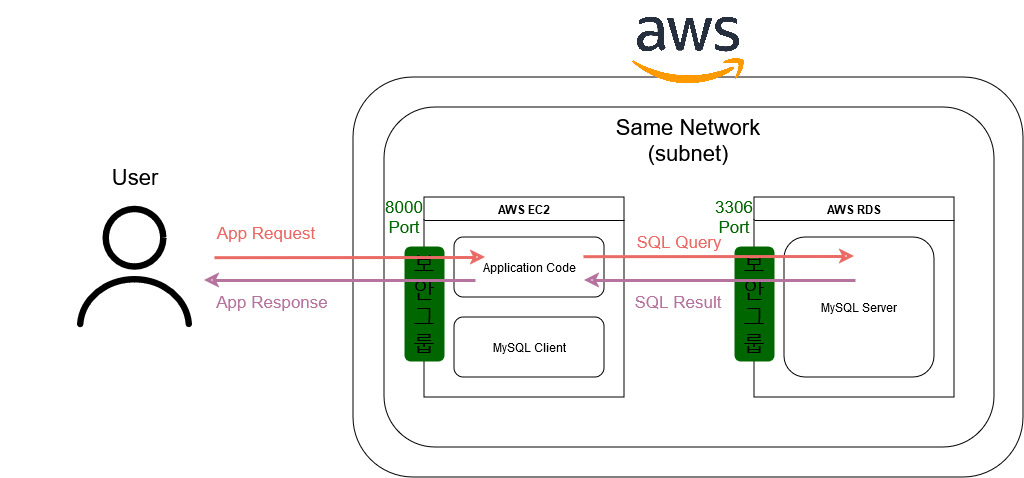 aws
Same Network
(subnet)
User
8000
Port
AWS EC2
3306
Port
AWS RDS
App Request
SQL Query
보안그룹
Application Code
보안그룹
App Response
SQL Result
MySQL Server
MySQL Client